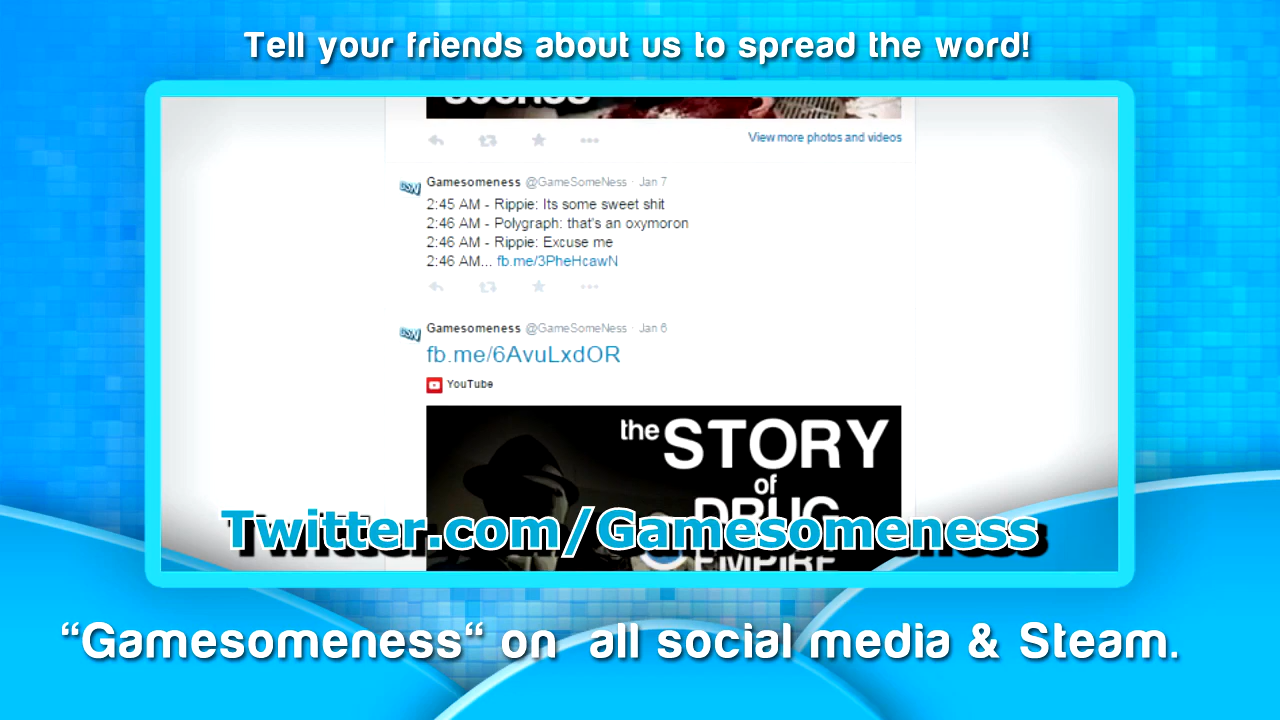 Tell your friends about us to spread the word!
View more photos and videos
Gamesomeness @GameSomeNess · Jan 7
2:45 AM - Rippie: Its some sweet shit
2:46 AM - Polygraph: that's an oxymoron
2:46 AM - Rippie: Excuse me
2:46 AM... fb.me/3PheHcawN
Gamesomeness @GameSomeNess · Jan 6
fb.me/6AvuLxdOR
YouTube
the STORY
of
DRUG
Twitter.com/Gamesomeness
EMPIRE
“Gamesomeness“ on all social media & Steam.